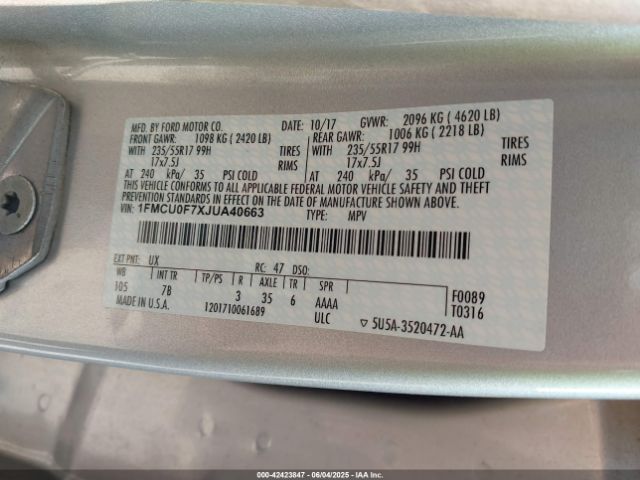 MFD. BY FORD MOTOR CO. DATE: 10/17 GVWR: 2096 KG ( 4620 LB)
FRONT GAWR: 1098 KG ( 2420 LB) REAR GAWR: 1006 KG ( 2218 LB)
WITH 235/55R17 99H TIRES WITH 235/55R17 99H TIRES
17x7.5J RIMS 17x7.5J RIMS
AT 240 kPa/ 35 PSI COLD AT 240 kPa/ 35 PSI COLD
THIS VEHICLE CONFORMS TO ALL APPLICABLE FEDERAL MOTOR VEHICLE SAFETY AND THEFT
PREVENTION STANDARDS IN EFFECT ON THE DATE OF MANUFACTURE SHOWN ABOVE.
VIN: 1FMCU0F7XJUA40663 TYPE: MPV
EXT PNT: UX RC: 47 DSO:
WB INT TR TP/PS R AXLE TR SPR
105 7B 3 35 6 AAAA F0089
MADE IN U.S.A. 1201710061689 ULC T0316
▽ 5U5A-3520472-AA
000-42423847 - 06/04/2025 - IAAI.COM